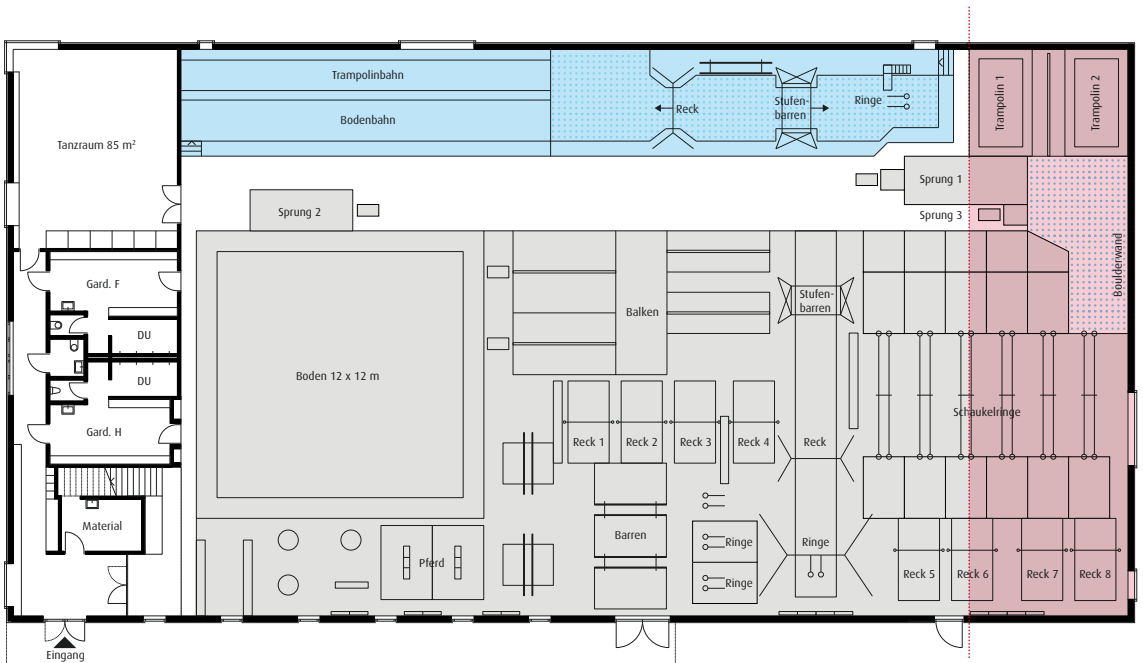 Trampolinbahn
Bodenbahn
Reck
Stufen-
barren
Ringe
Trampolin 1
Trampolin 2
Tanzraum 85 m²
Sprung 1
Sprung 2
Sprung 3
Boulderwand
Gard. F
DU
Balken
Stufen-
barren
DU
Boden 12 x 12 m
Gard. H
Schaukelringe
Reck 1
Reck 2
Reck 3
Reck 4
Reck
Material
Pferd
Barren
Ringe
Ringe
Ringe
Reck 5
Reck 6
Reck 7
Reck 8
Eingang